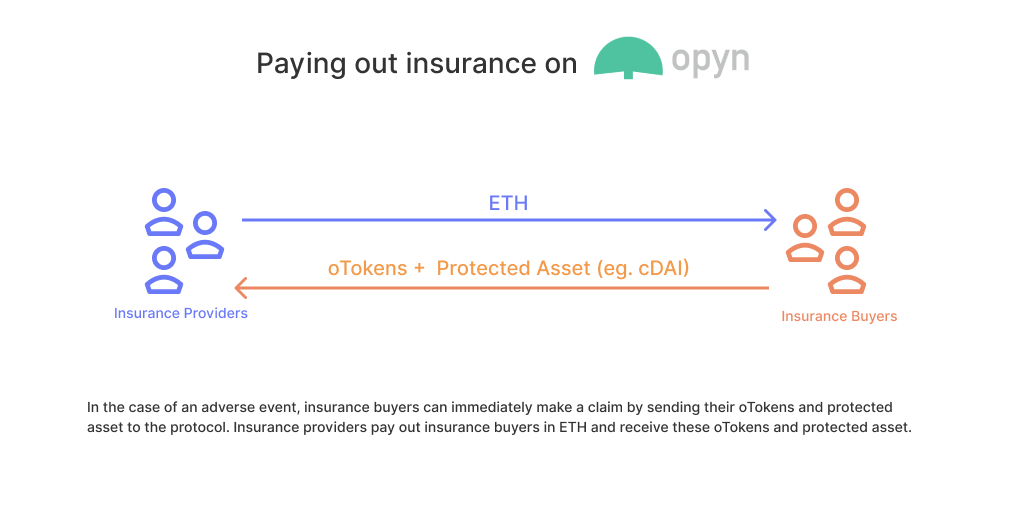 Paying out insurance on opyn
ETH
oTokens + Protected Asset (eg. cDAI)
Insurance Providers
Insurance Buyers
In the case of an adverse event, insurance buyers can immediately make a claim by sending their oTokens and protected
asset to the protocol. Insurance providers pay out insurance buyers in ETH and receive these oTokens and protected asset.